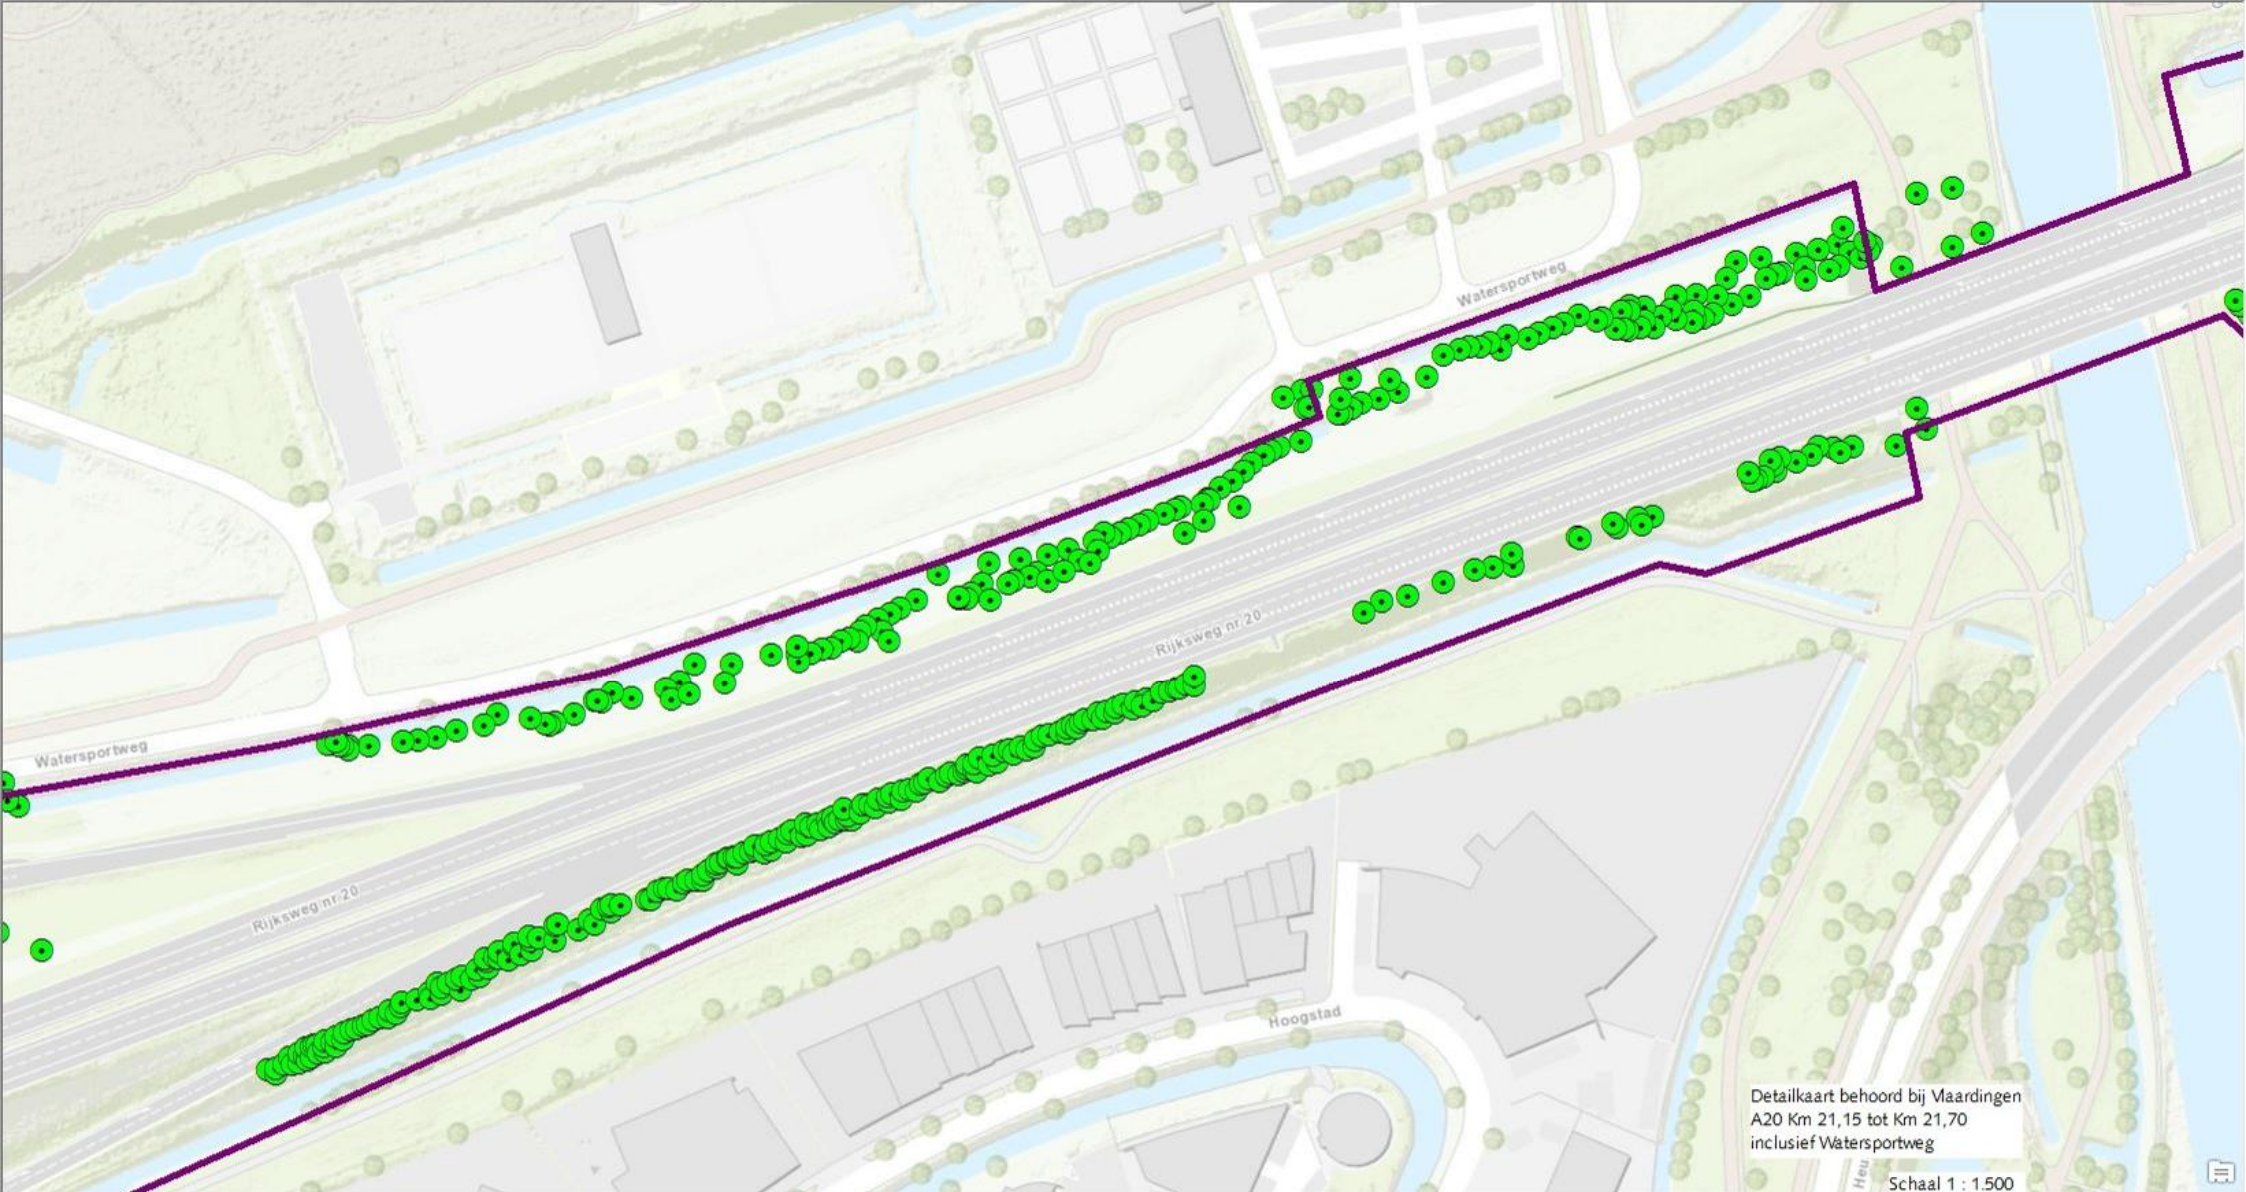 Watersportweg
Watersportweg
Rijksweg nr 20
Rijksweg nr 20
Hoogstad
Heu
Detailkaart behoord bij Vlaardingen
A20 Km 21,15 tot Km 21,70
inclusief Watersportweg
Schaal 1 : 1.500